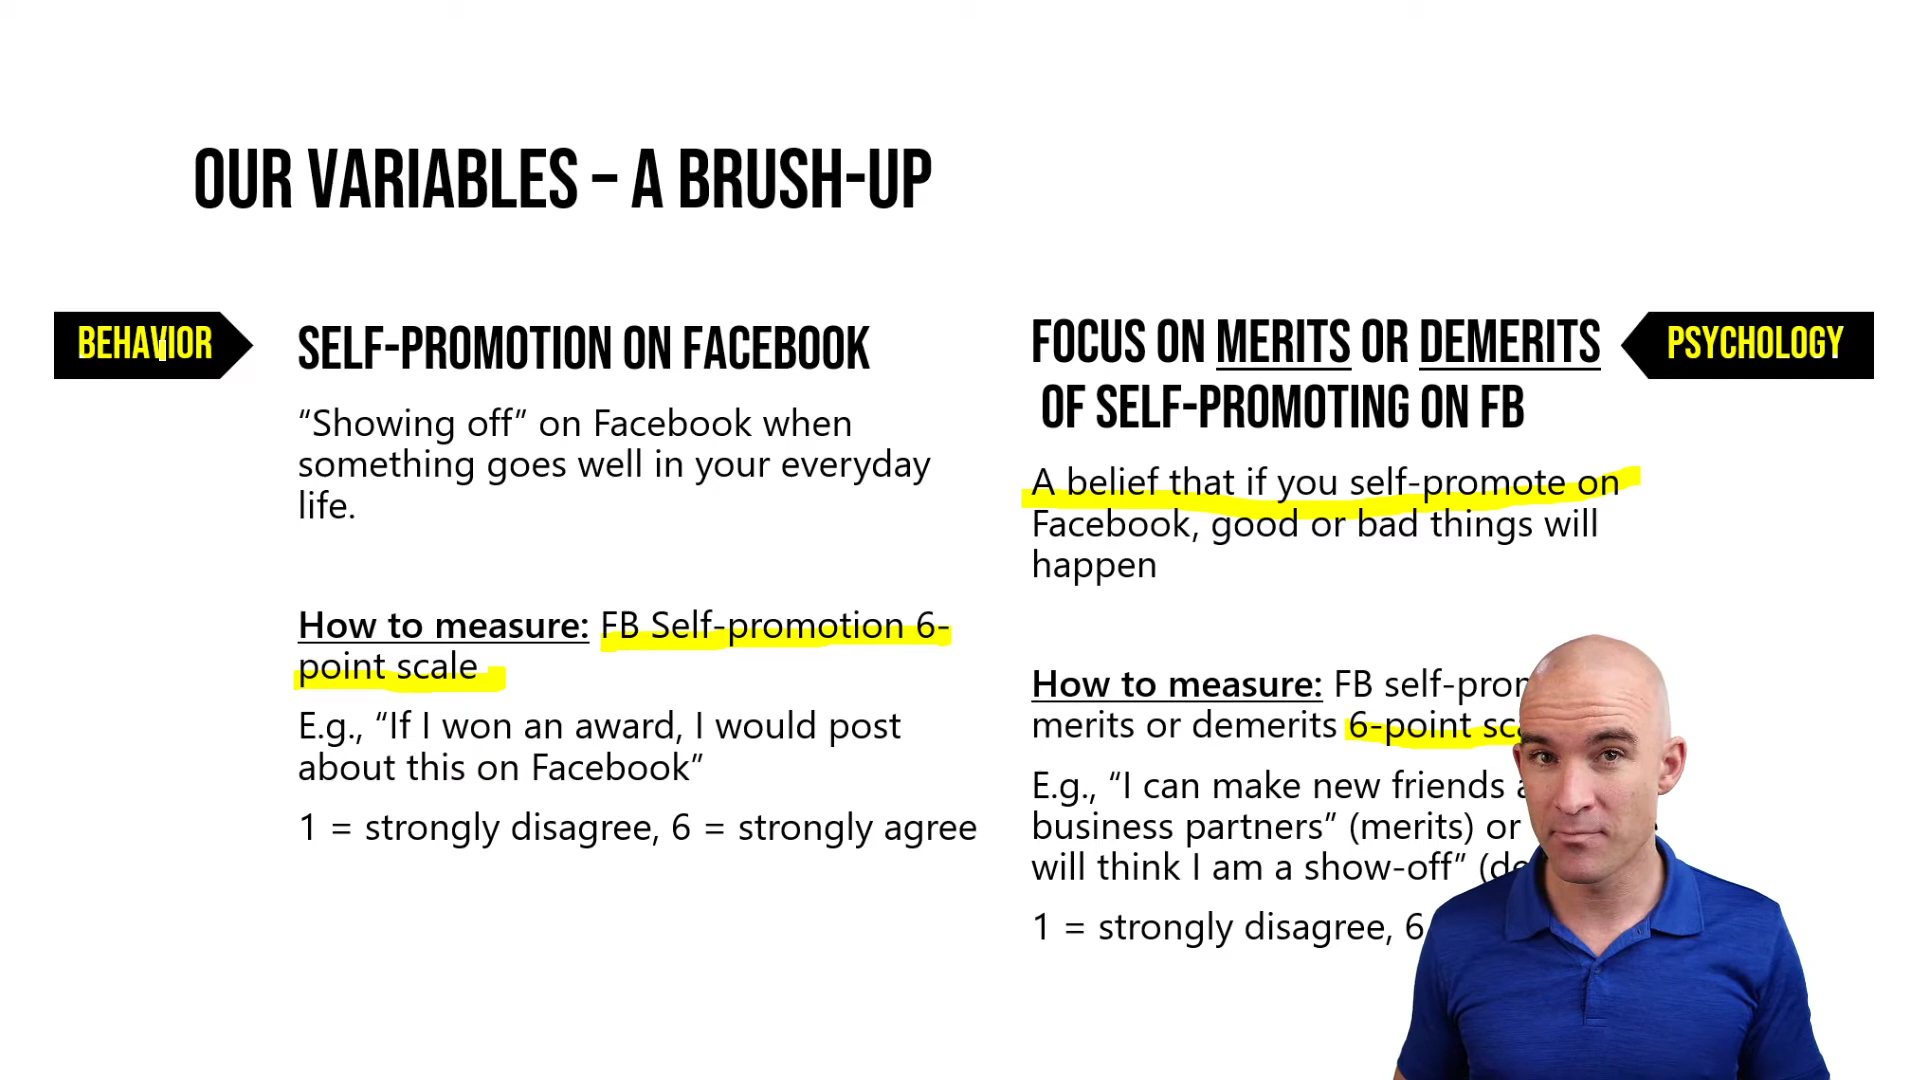 OUR VARIABLES – A BRUSH-UP
BEHAVIOR
SELF-PROMOTION ON FACEBOOK
“Showing off” on Facebook when
something goes well in your everyday
life.
How to measure: FB Self-promotion 6-
point scale
E.g., “If I won an award, I would post
about this on Facebook”
1 = strongly disagree, 6 = strongly agree
FOCUS ON MERITS OR DEMERITS
OF SELF-PROMOTING ON FB
PSYCHOLOGY
A belief that if you self-promote on
Facebook, good or bad things will
happen
How to measure: FB
merits or demerits 6-point
E.g., “I can make new friends
business partners” (merits) or
will think I am a show-off”
1 = strongly disagree, 6